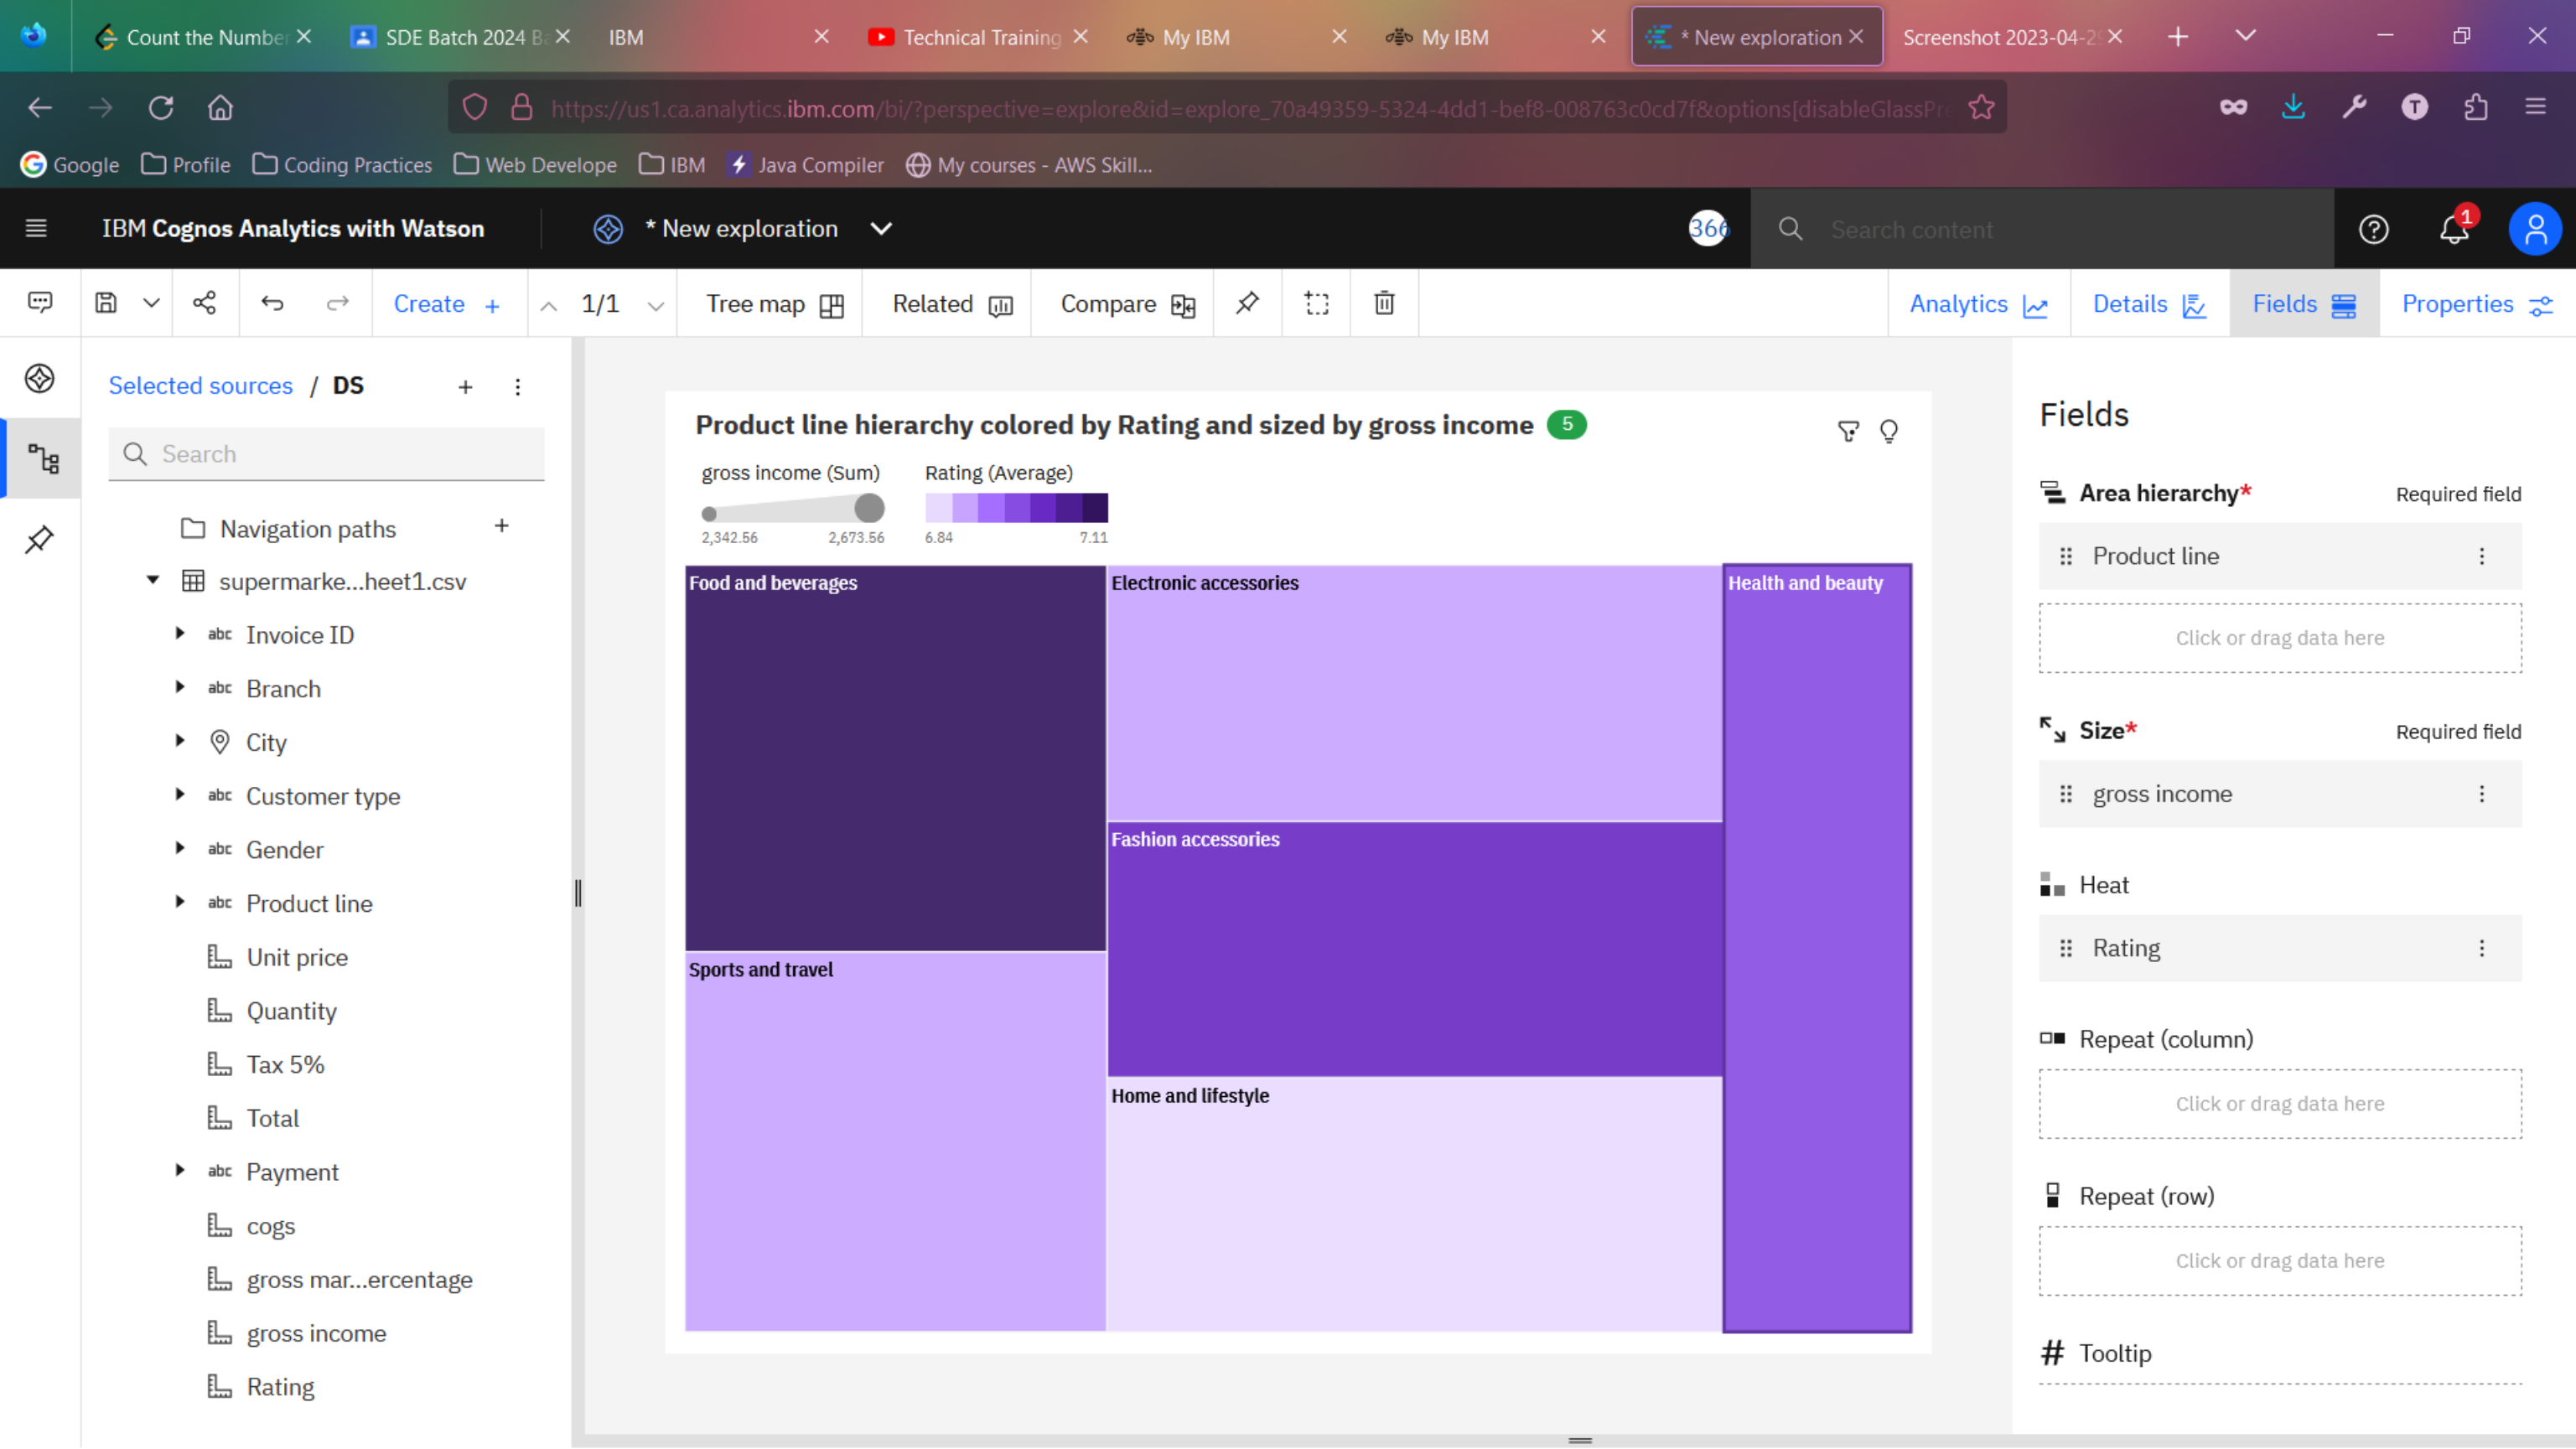 Count the Number
SDE Batch 2024 Ba
IBM
Technical Training
My IBM
My IBM
* New exploration
Screenshot 2023-04-2
https://us1.ca.analytics.ibm.com/bi/?perspective=explore&id=explore_70a49359-5324-4dd1-bef8-008763c0cd7f&options[disableGlassPr
T
Google
Profile
Coding Practices
Web Develope
IBM
Java Compiler
My courses - AWS Skill...
IBM Cognos Analytics with Watson
* New exploration
366
Search content
1
Create +
1/1
Tree map
Related
Compare
Analytics
Details
Fields
Properties
Selected sources / DS
Search
Navigation paths
supermarke...heet1.csv
abc Invoice ID
abc Branch
City
abc Customer type
abc Gender
abc Product line
Unit price
Quantity
Tax 5%
Total
abc Payment
cogs
gross mar...ercentage
gross income
Rating
Product line hierarchy colored by Rating and sized by gross income 5
gross income (Sum)
2,342.56 2,673.56
Rating (Average)
6.84 7.11
Food and beverages
Electronic accessories
Health and beauty
Fashion accessories
Sports and travel
Home and lifestyle
Fields
Area hierarchy* Required field
Product line
Click or drag data here
Size* Required field
gross income
Heat
Rating
Repeat (column)
Click or drag data here
Repeat (row)
Click or drag data here
# Tooltip